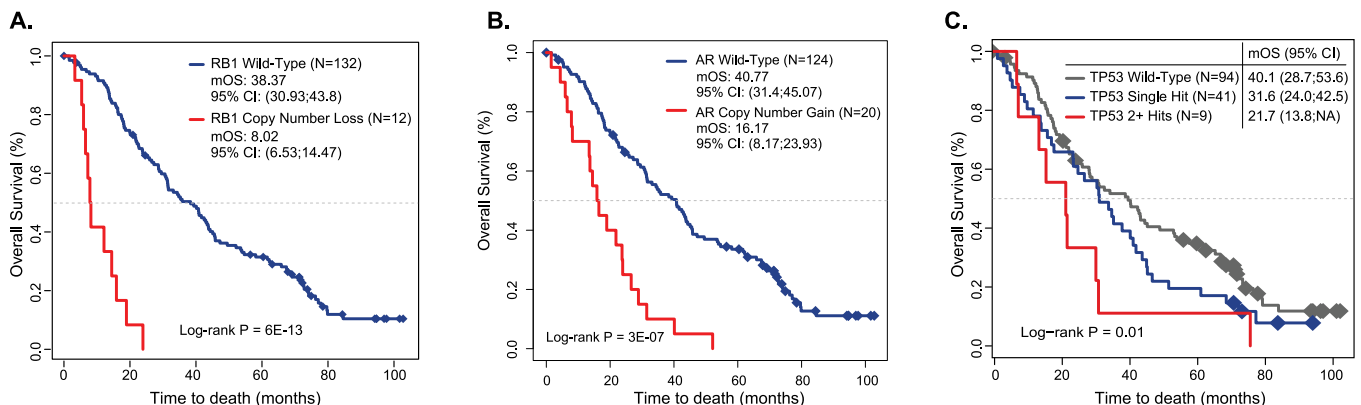 A.
RB1 Wild-Type (N=132)
mOS: 38.37
95% CI: (30.93;43.8)
RB1 Copy Number Loss (N=12)
mOS: 8.02
95% CI: (6.53;14.47)
Log-rank P = 6E-13
Overall Survival (%)
0.0 0.2 0.4 0.6 0.8 1.0
0 20 40 60 80 100
Time to death (months)
B.
AR Wild-Type (N=124)
mOS: 40.77
95% CI: (31.4;45.07)
AR Copy Number Gain (N=20)
mOS: 16.17
95% CI: (8.17;23.93)
Log-rank P = 3E-07
Overall Survival (%)
0.0 0.2 0.4 0.6 0.8 1.0
0 20 40 60 80 100
Time to death (months)
C.
mOS (95% CI)
TP53 Wild-Type (N=94) 40.1 (28.7;53.6)
TP53 Single Hit (N=41) 31.6 (24.0;42.5)
TP53 2+ Hits (N=9) 21.7 (13.8;NA)
Log−rank P = 0.01
Overall Survival (%)
0.0 0.2 0.4 0.6 0.8 1.0
0 20 40 60 80 100
Time to death (months)